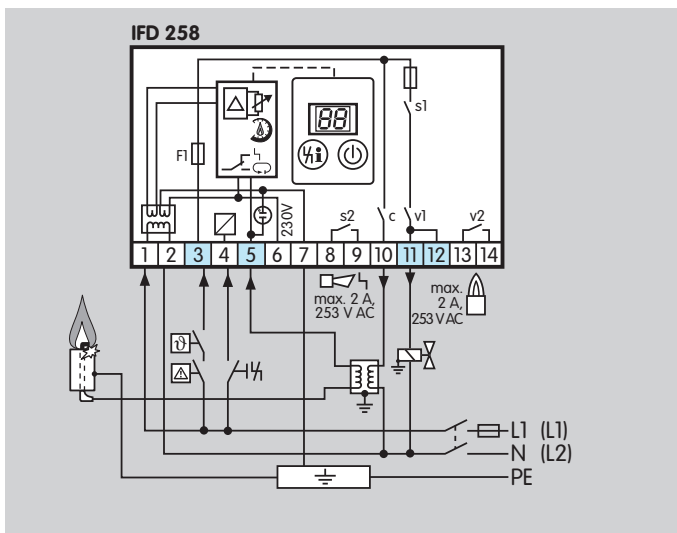 IFD 258
88
s1
F1
i
230V
s2
c
v1
v2
1 2 3 4 5 6 7 8 9 10 11 12 13 14
max. 2 A,
253 V AC
max.
2 A,
253 V AC
ϑ
L1 (L1)
N (L2)
PE